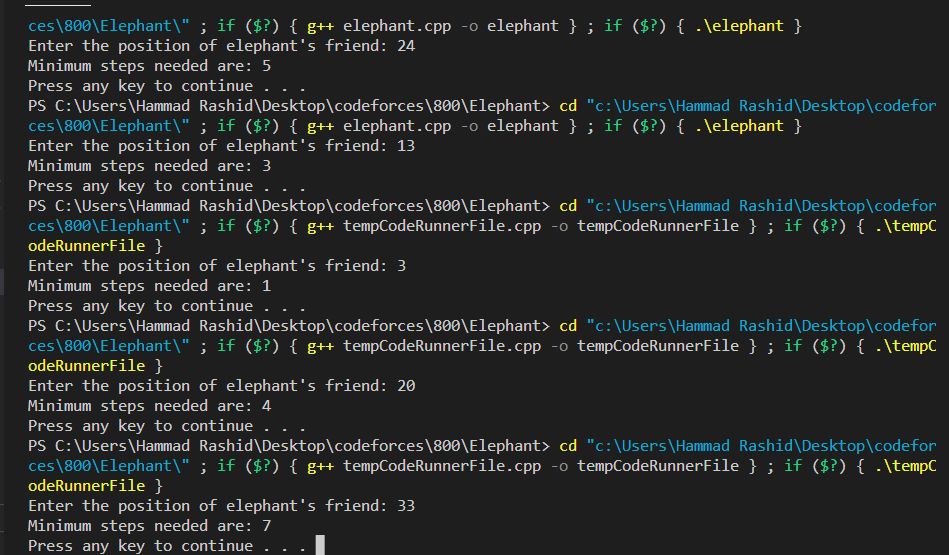 ces\800\Elephant\" ; if ($?) { g++ elephant.cpp -o elephant } ; if ($?) { .\elephant }
Enter the position of elephant's friend: 24
Minimum steps needed are: 5
Press any key to continue . . .
PS C:\Users\Hammad Rashid\Desktop\codeforces\800\Elephant> cd "c:\Users\Hammad Rashid\Desktop\codefor
ces\800\Elephant\" ; if ($?) { g++ elephant.cpp -o elephant } ; if ($?) { .\elephant }
Enter the position of elephant's friend: 13
Minimum steps needed are: 3
Press any key to continue . . .
PS C:\Users\Hammad Rashid\Desktop\codeforces\800\Elephant> cd "c:\Users\Hammad Rashid\Desktop\codefor
ces\800\Elephant\" ; if ($?) { g++ tempCodeRunnerFile.cpp -o tempCodeRunnerFile } ; if ($?) { .\tempC
odeRunnerFile }
Enter the position of elephant's friend: 3
Minimum steps needed are: 1
Press any key to continue . . .
PS C:\Users\Hammad Rashid\Desktop\codeforces\800\Elephant> cd "c:\Users\Hammad Rashid\Desktop\codefor
ces\800\Elephant\" ; if ($?) { g++ tempCodeRunnerFile.cpp -o tempCodeRunnerFile } ; if ($?) { .\tempC
odeRunnerFile }
Enter the position of elephant's friend: 20
Minimum steps needed are: 4
Press any key to continue . . .
PS C:\Users\Hammad Rashid\Desktop\codeforces\800\Elephant> cd "c:\Users\Hammad Rashid\Desktop\codefor
ces\800\Elephant\" ; if ($?) { g++ tempCodeRunnerFile.cpp -o tempCodeRunnerFile } ; if ($?) { .\tempC
odeRunnerFile }
Enter the position of elephant's friend: 33
Minimum steps needed are: 7
Press any key to continue . . .